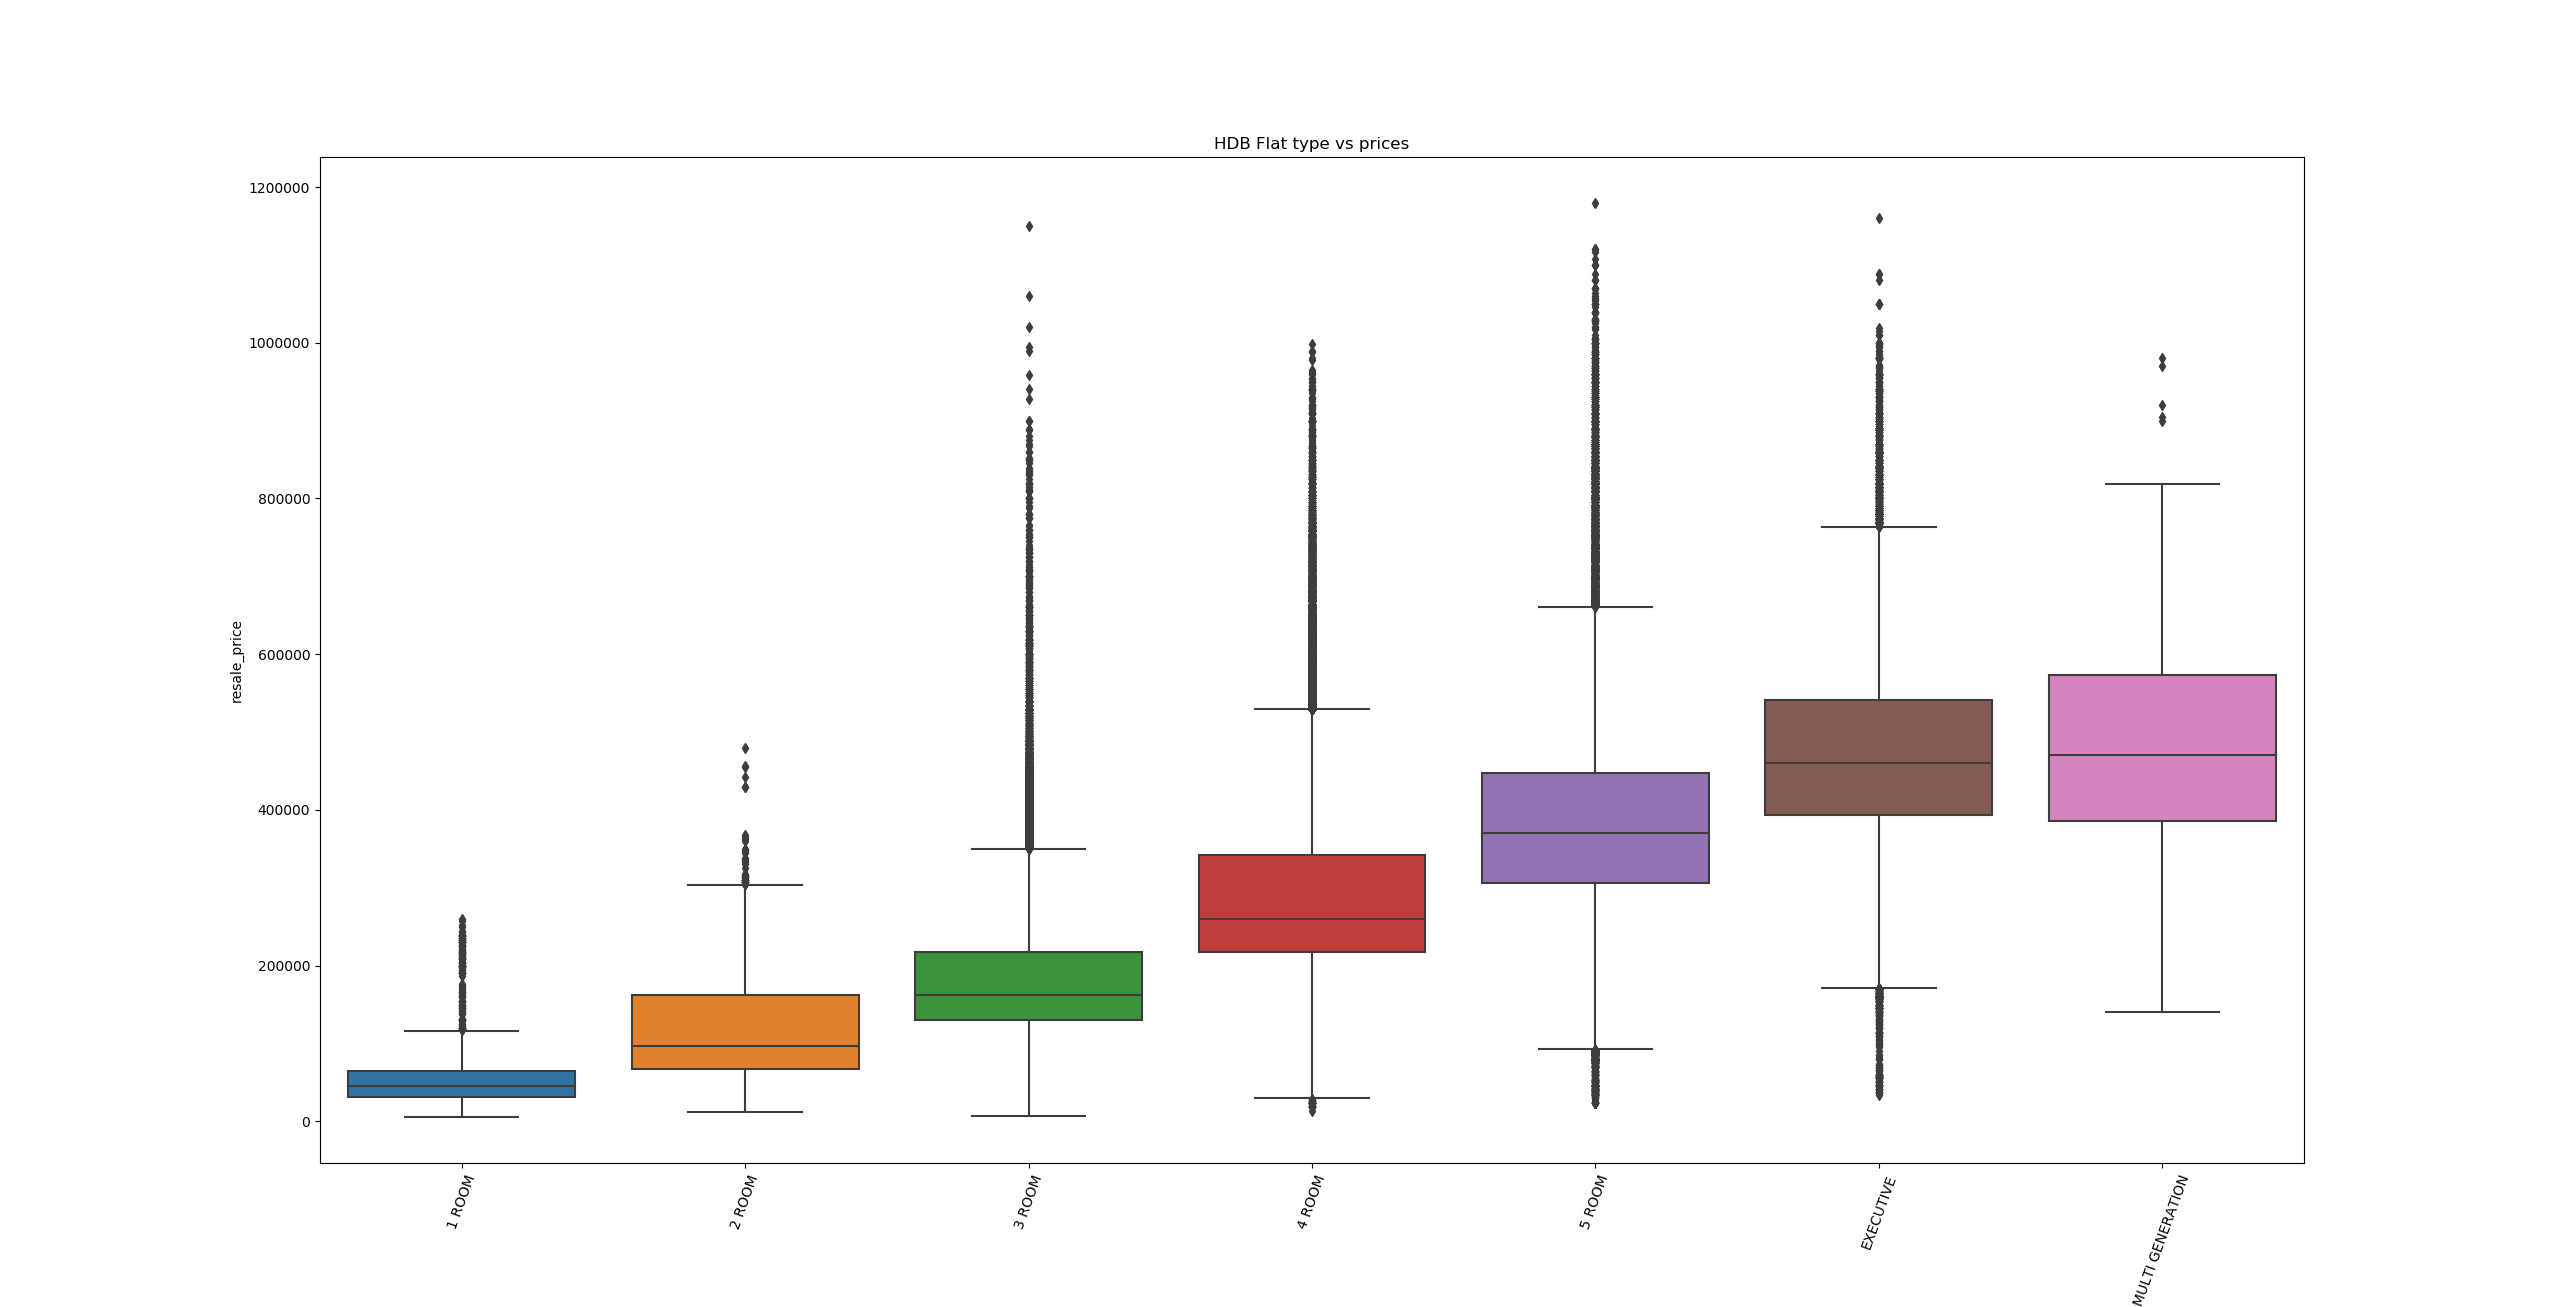 HDB Flat type vs prices
resale_price
1200000
1000000
800000
600000
400000
200000
0
1 ROOM
2 ROOM
3 ROOM
4 ROOM
5 ROOM
EXECUTIVE
MULTI GENERATION